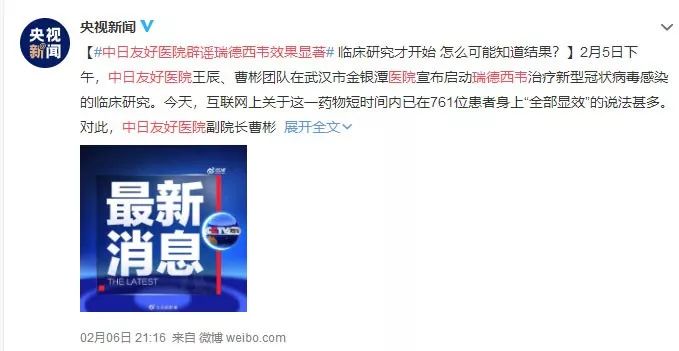 央视新闻
央视新闻
【#中日友好医院辟谣瑞德西韦效果显著# 临床研究才开始 怎么可能知道结果？】2月5日下
午，中日友好医院王辰、曹彬团队在武汉市金银潭医院宣布启动瑞德西韦治疗新型冠状病毒感染
的临床研究。今天，互联网上关于这一药物短时间内已在761位患者身上“全部显效”的说法甚多。
对此，中日友好医院副院长曹彬 展开全文
最新
消息
THE LATEST
02月06日 21:16 来自 微博 weibo.com